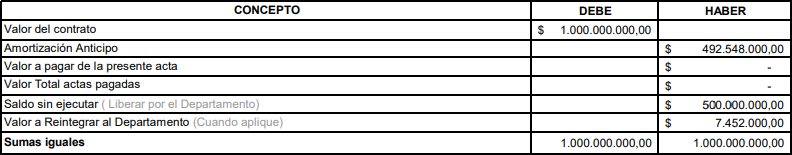 CONCEPTO DEBE HABER
Valor del contrato $ 1.000.000.000,00
Amortización Anticipo $ 492.548.000,00
Valor a pagar de la presente acta $ -
Valor Total actas pagadas $ -
Saldo sin ejecutar ( Liberar por el Departamento) $ 500.000.000,00
Valor a Reintegrar al Departamento (Cuando aplique) $ 7.452.000,00
Sumas iguales 1.000.000.000,00 1.000.000.000,00